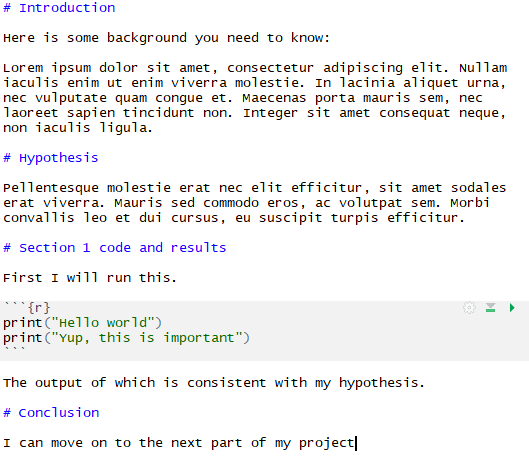 # Introduction
Here is some background you need to know:
Lorem ipsum dolor sit amet, consectetur adipiscing elit. Nullam
iaculis enim ut enim viverra molestie. In lacinia aliquet urna,
nec vulputate quam congue et. Maecenas porta mauris sem, nec
laoreet sapien tincidunt non. Integer sit amet consequat neque,
non iaculis ligula.
# Hypothesis
Pellentesque molestie erat nec elit efficitur, sit amet sodales
erat viverra. Mauris sed commodo eros, ac volutpat sem. Morbi
convallis leo et dui cursus, eu suscipit turpis efficitur.
# Section 1 code and results
First I will run this.
```{r}
print("Hello world")
print("Yup, this is important")
```
The output of which is consistent with my hypothesis.
# Conclusion
I can move on to the next part of my project